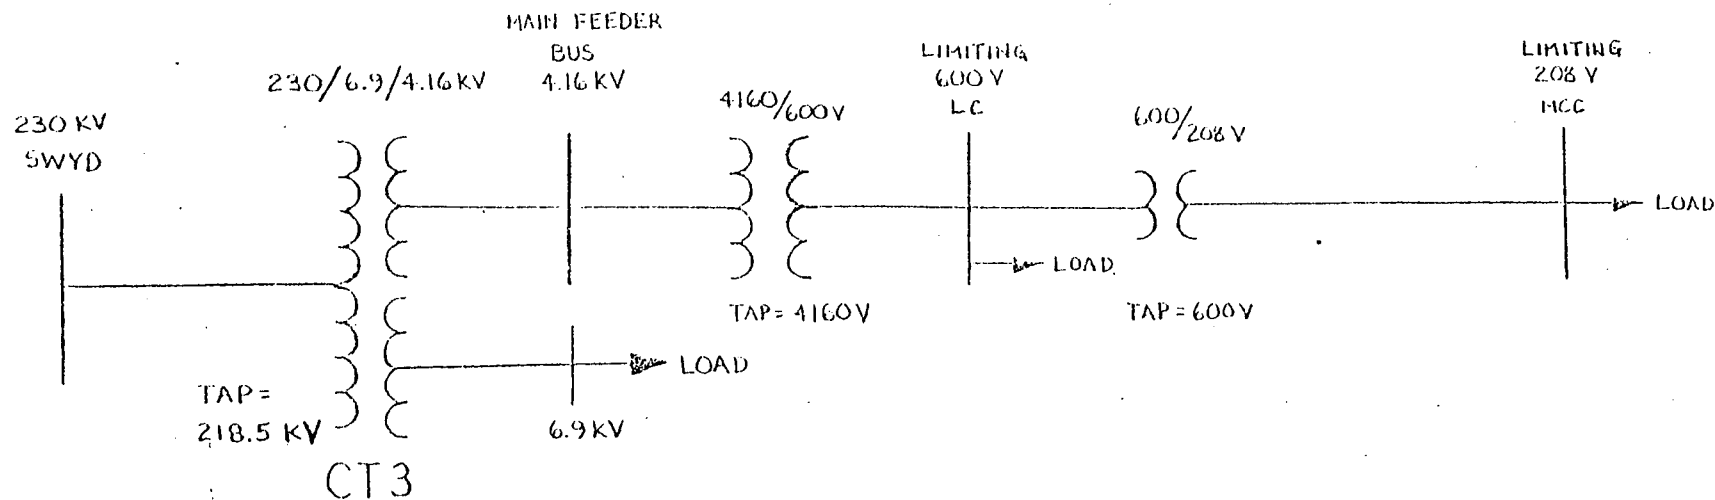 MAIN FEEDER
BUS
4.16 KV
230/6.9/4.16 KV
230 KV
SWYD
4160/600V
LIMITING
600 V
LC
600/208 V
LIMITING
208 V
MCC
LOAD
LOAD
TAP = 4160 V
TAP = 600V
LOAD
TAP =
218.5 KV
6.9 KV
CT3